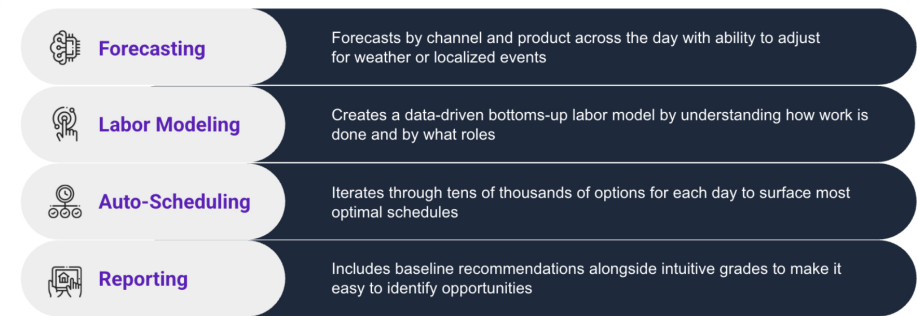 Forecasting
Forecasts by channel and product across the day with ability to adjust
for weather or localized events
Labor Modeling
Creates a data-driven bottoms-up labor model by understanding how work is
done and by what roles
Auto-Scheduling
Iterates through tens of thousands of options for each day to surface most
optimal schedules
Reporting
Includes baseline recommendations alongside intuitive grades to make it
easy to identify opportunities